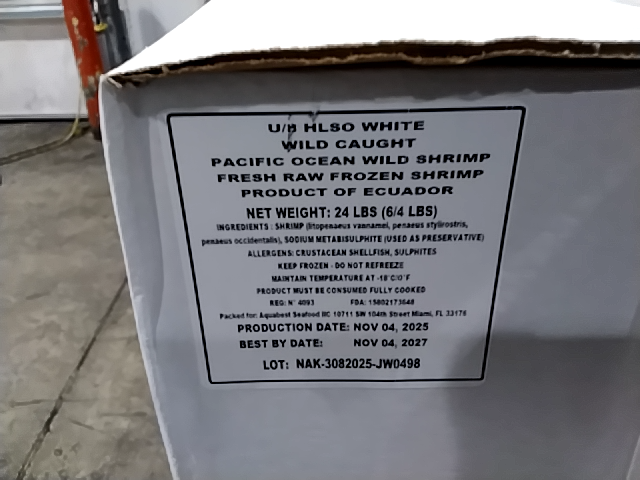 U/B HLSO WHITE
WILD CAUGHT
PACIFIC OCEAN WILD SHRIMP
FRESH RAW FROZEN SHRIMP
PRODUCT OF ECUADOR
NET WEIGHT: 24 LBS (6/4 LBS)
INGREDIENTS : SHRIMP (litopenaeus vannamei, penaeus stylirostris,
penaeus occidentalis), SODIUM METABISULPHITE (USED AS PRESERVATIVE)
ALLERGENS: CRUSTACEAN SHELLFISH, SULPHITES
KEEP FROZEN - DO NOT REFREEZE
MAINTAIN TEMPERATURE AT -18°C/0°F
PRODUCT MUST BE CONSUMED FULLY COOKED
REG: N° 4093 FDA: 15802173648
Packed for: Aquabest Seafood llC 10711 SW 104th Street Miami, FL 33176
PRODUCTION DATE: NOV 04, 2025
BEST BY DATE: NOV 04, 2027
LOT: NAK-3082025-JW0498